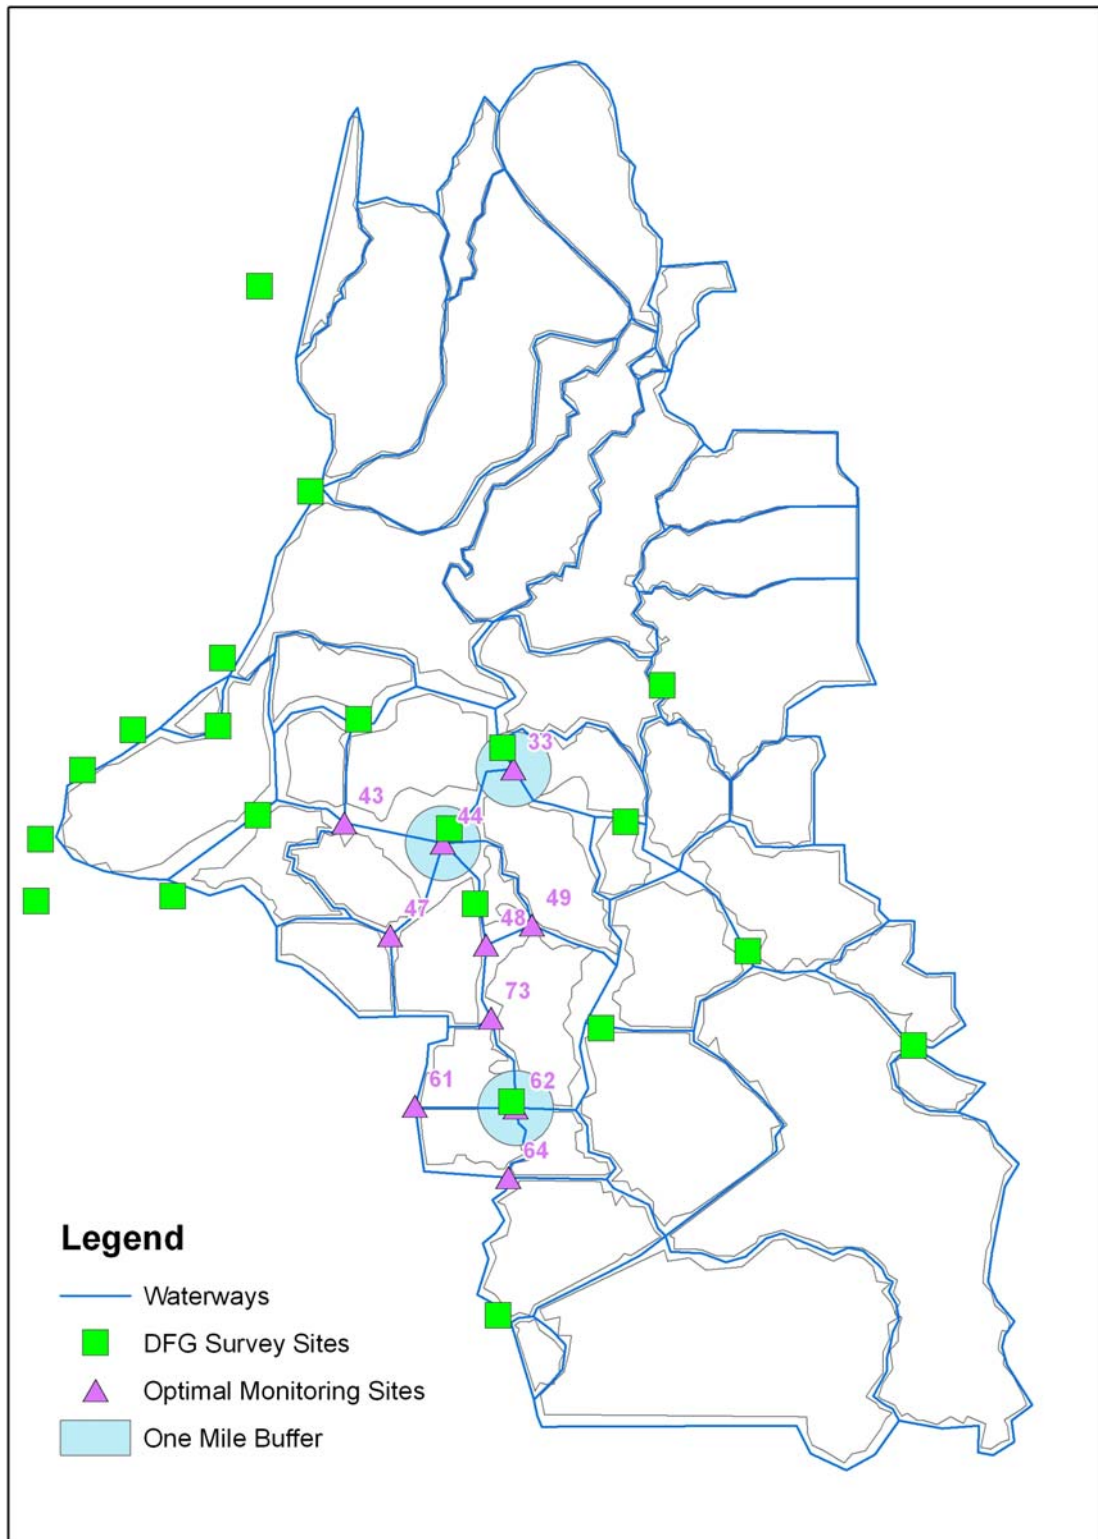 33
43
44
47
49
48
73
61
62
64
Legend
Waterways
DFG Survey Sites
Optimal Monitoring Sites
One Mile Buffer